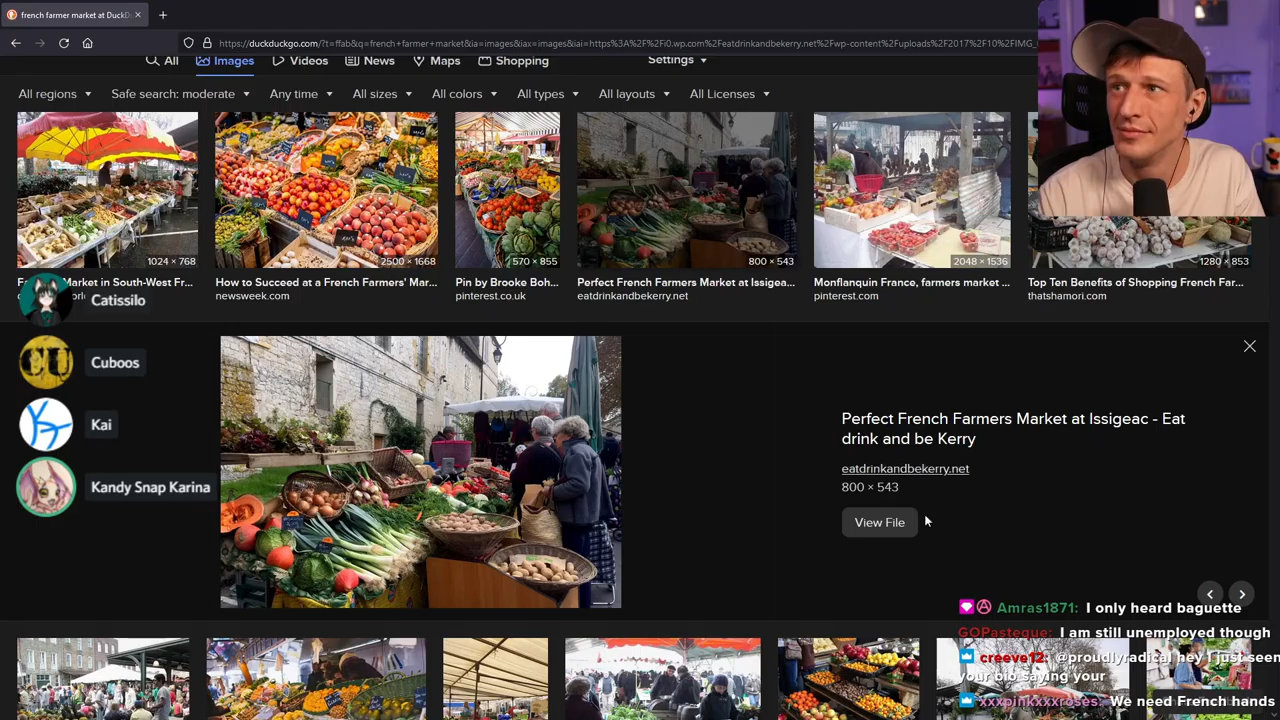 french farmer market at DuckD
https://duckduckgo.com/?t=ffab&q=french+farmer+market&ia=images&iax=images&iai=https%3A%2F%2Fi0.wp.com%2Featdrinkandbekerry.net%2Fwp-content%2Fuploads%2F2017%2F10%2FIMG_
All Images Videos News Maps Shopping Settings
All regions Safe search: moderate Any time All sizes All colors All types All layouts All Licenses
1024 × 768 2500 × 1668 570 × 855 800 × 543 2048 × 1536 1280 × 853
Market in South-West Fr... How to Succeed at a French Farmers' Mar... Pin by Brooke Boh... Perfect French Farmers Market at Issigea... Monflanquin France, farmers market ... Top Ten Benefits of Shopping French Far...
newsweek.com pinterest.co.uk eatdrinkandbekerry.net pinterest.com thatshamori.com
Catissilo
CU Cuboos
Kai
Kandy Snap Karina
Perfect French Farmers Market at Issigeac - Eat
drink and be Kerry
eatdrinkandbekerry.net
800 × 543
View File
Amras1871: I only heard baguette
GOPasteque: I am still unemployed though
creeve12: @proudlyradical hey I just seen
your bio saying your
xxxpinkxxxroses: We need French hands